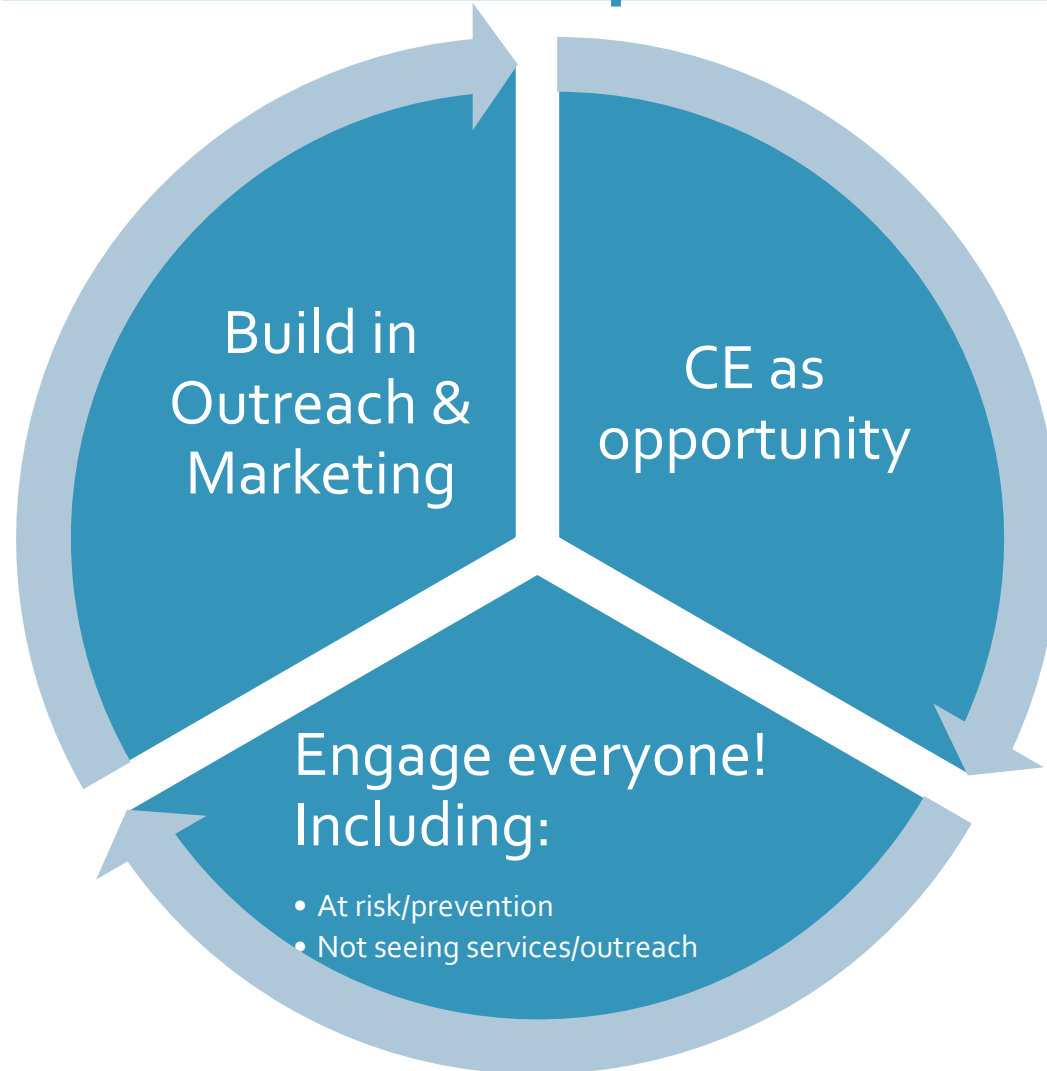 Build in
Outreach &
Marketing
CE as
opportunity
Engage everyone!
Including:
• At risk/prevention
• Not seeing services/outreach